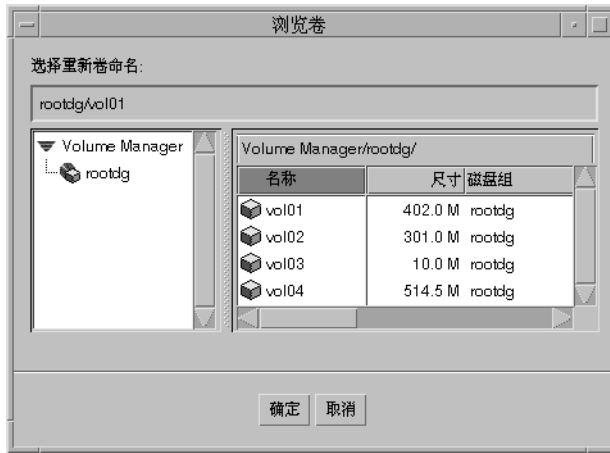 浏览卷
选择重新卷命名:
rootdg/vol01
Volume Manager
rootdg
Volume Manager/rootdg/
名称 尺寸 磁盘组
vol01 402.0 M rootdg
vol02 301.0 M rootdg
vol03 10.0 M rootdg
vol04 514.5 M rootdg
确定 取消